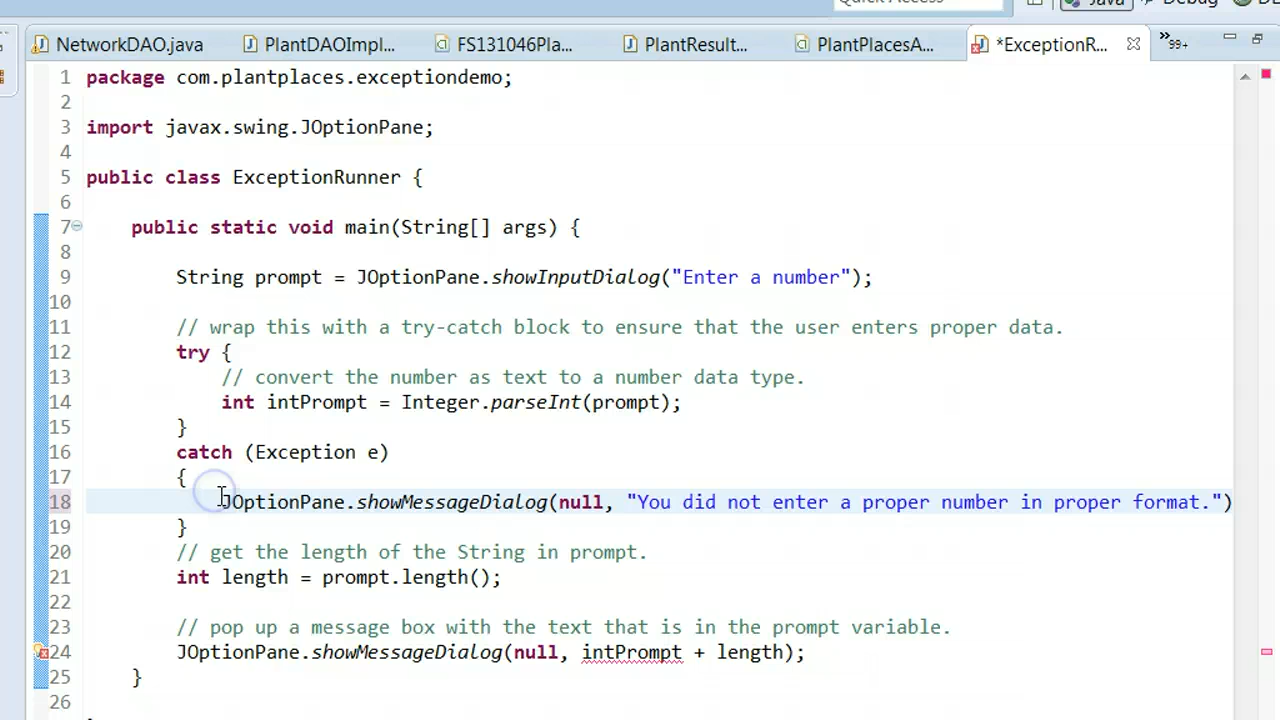 Quick Access
Java
Debug
NetworkDAO.java
PlantDAOImpl...
FS131046Pla...
PlantResult...
PlantPlacesA...
*ExceptionR...
»99+
1 package com.plantplaces.exceptiondemo;
2
3 import javax.swing.JOptionPane;
4
5 public class ExceptionRunner {
6
7 public static void main(String[] args) {
8
9 String prompt = JOptionPane.showInputDialog("Enter a number");
10
11 // wrap this with a try-catch block to ensure that the user enters proper data.
12 try {
13 // convert the number as text to a number data type.
14 int intPrompt = Integer.parseInt(prompt);
15 }
16 catch (Exception e)
17 {
18 JOptionPane.showMessageDialog(null, "You did not enter a proper number in proper format.")
19 }
20 // get the length of the String in prompt.
21 int length = prompt.length();
22
23 // pop up a message box with the text that is in the prompt variable.
24 JOptionPane.showMessageDialog(null, intPrompt + length);
25 }
26